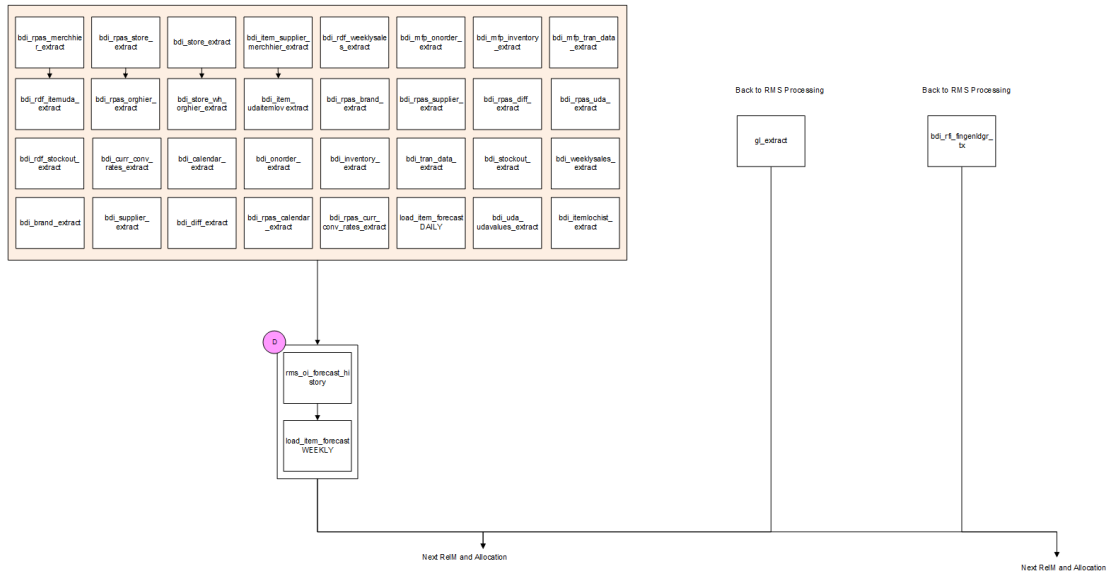 bdi_rpas_merchhier
r_extract
bdi_rpas_store_
extract
bdi_store_extract
bdi_item_supplier_
merchhier_extract
bdi_rdf_weeklysale
s_extract
bdi_mfp_onorder_
extract
bdi_mfp_inventory
_extract
bdi_mfp_tran_data
_extract
bdi_rdf_itemuda_e
xtract
bdi_rpas_orghier_
extract
bdi_store_wh_
orghier_extract
bdi_item_
udaitemlov extract
bdi_rpas_brand_
extract
bdi_rpas_supplier_
extract
bdi_rpas_diff_
extract
bdi_rpas_uda_
extract
bdi_rdf_stockout_
extract
bdi_curr_conv_
rates_extract
bdi_calendar_
extract
bdi_onorder_
extract
bdi_inventory_
extract
bdi_tran_data_
extract
bdi_stockout_
extract
bdi_weeklysales_
extract
bdi_brand_extract
bdi_supplier_
extract
bdi_diff_extract
bdi_rpas_calendar
_extract
bdi_rpas_curr_
conv_rates_extract
load_item_forecast
DAILY
bdi_uda_
udavalues_extract
bdi_itemlochist_
extract
Back to RMS Processing
gl_extract
Back to RMS Processing
bdi_rfi_fingenldgr_
tx
D
rms_oi_forecast_hi
story
load_item_forecast
WEEKLY
Next ReIM and Allocation
Next ReIM and Allocation